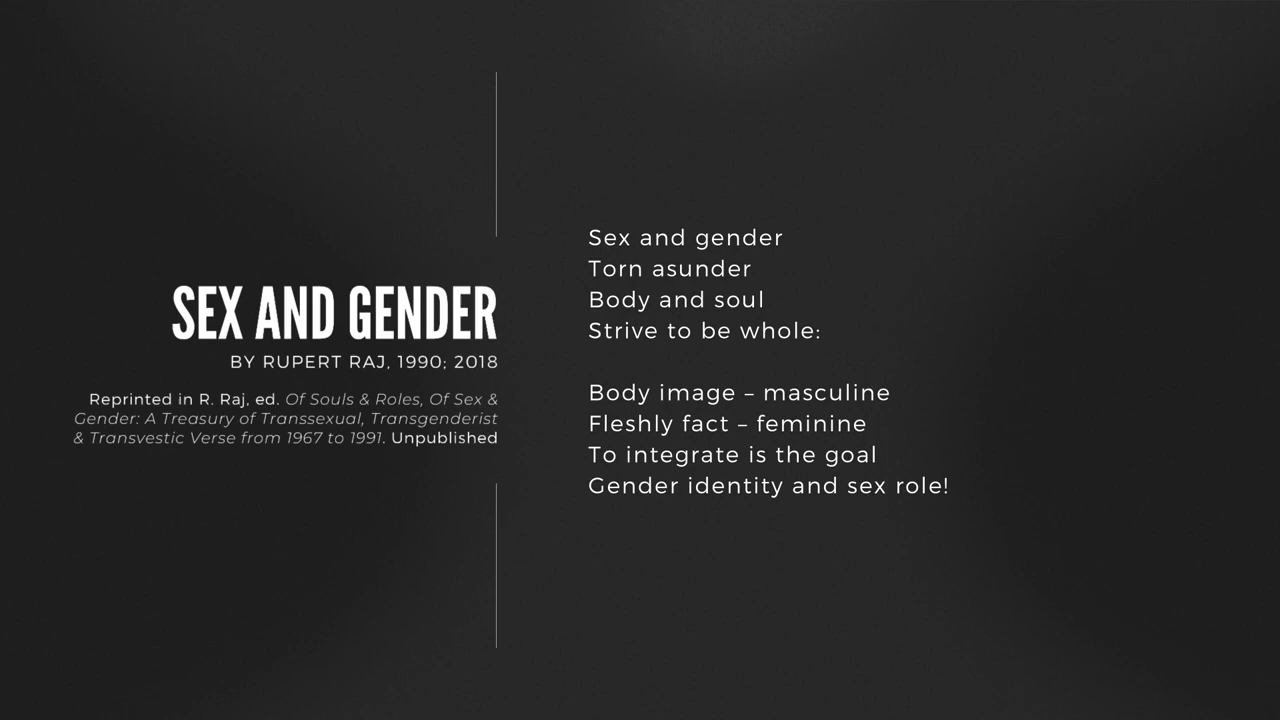 SEX AND GENDER
BY RUPERT RAJ, 1990; 2018
Reprinted in R. Raj, ed. Of Souls & Roles, Of Sex &
Gender: A Treasury of Transsexual, Transgenderist
& Transvestic Verse from 1967 to 1991. Unpublished
Sex and gender
Torn asunder
Body and soul
Strive to be whole:
Body image – masculine
Fleshly fact – feminine
To integrate is the goal
Gender identity and sex role!